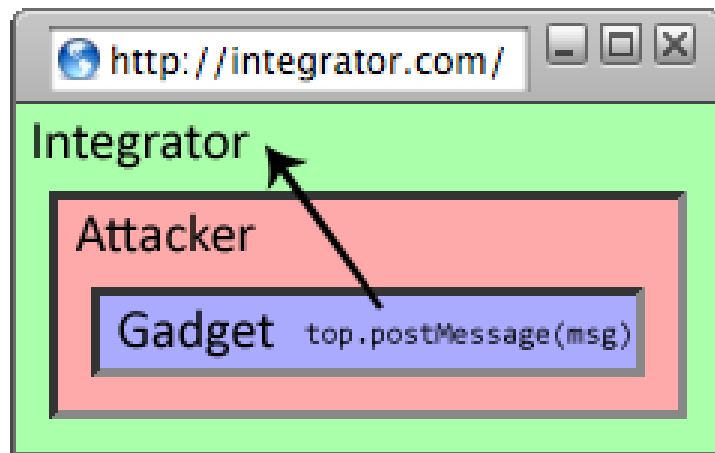 http://integrator.com/
Integrator
Attacker
Gadget top.postMessage(msg)